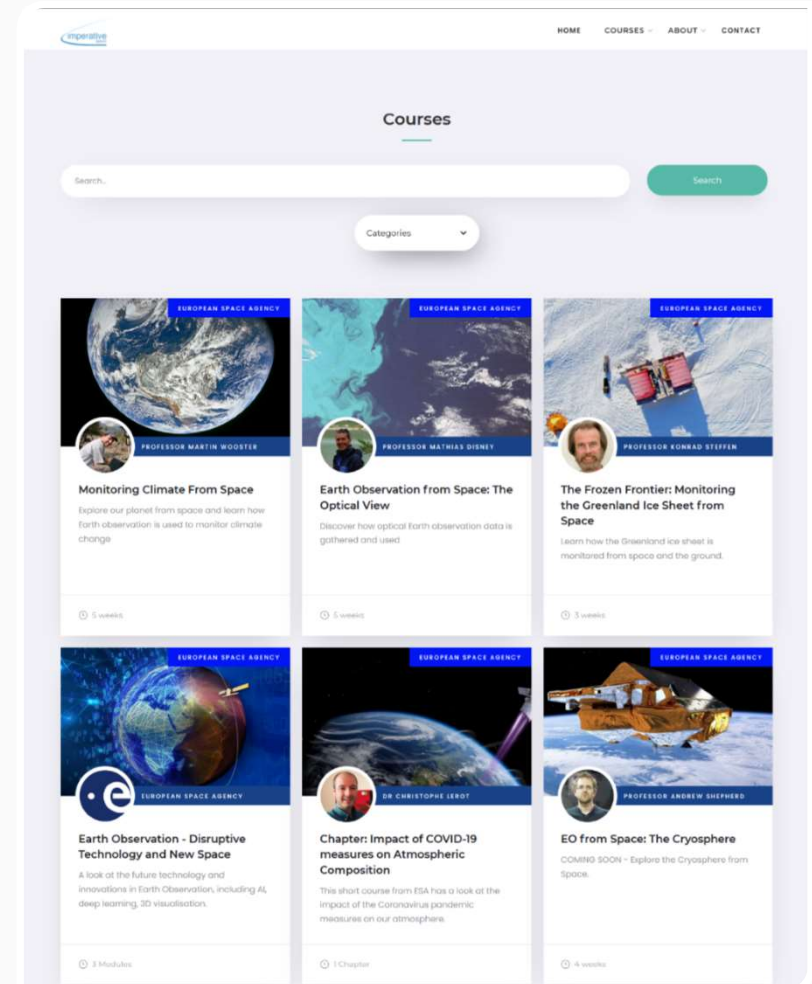 imperative
HOME COURSES ABOUT CONTACT
Courses
Search..
Search
Categories
EUROPEAN SPACE AGENCY
PROFESSOR MARTIN WOOSTER
Monitoring Climate From Space
Explore our planet from space and learn how
Earth observation is used to monitor climate
change
5 weeks
EUROPEAN SPACE AGENCY
PROFESSOR MATHIAS DISNEY
Earth Observation from Space: The
Optical View
Discover how optical Earth observation data is
gathered and used
5 weeks
EUROPEAN SPACE AGENCY
PROFESSOR KONRAD STEFFEN
The Frozen Frontier: Monitoring
the Greenland Ice Sheet from
Space
Learn how the Greenland ice sheet is
monitored from space and the ground.
3 weeks
EUROPEAN SPACE AGENCY
EUROPEAN SPACE AGENCY
Earth Observation - Disruptive
Technology and New Space
A look at the future technology and
innovations in Earth Observation, including AI,
deep learning, 3D visualisation.
3 Modules
EUROPEAN SPACE AGENCY
DR CHRISTOPHE LEROT
Chapter: Impact of COVID-19
measures on Atmospheric
Composition
This short course from ESA has a look at the
impact of the Coronavirus pandemic
measures on our atmosphere.
1 Chapter
EUROPEAN SPACE AGENCY
PROFESSOR ANDREW SHEPHERD
EO from Space: The Cryosphere
COMING SOON - Explore the Cryosphere from
Space.
4 weeks